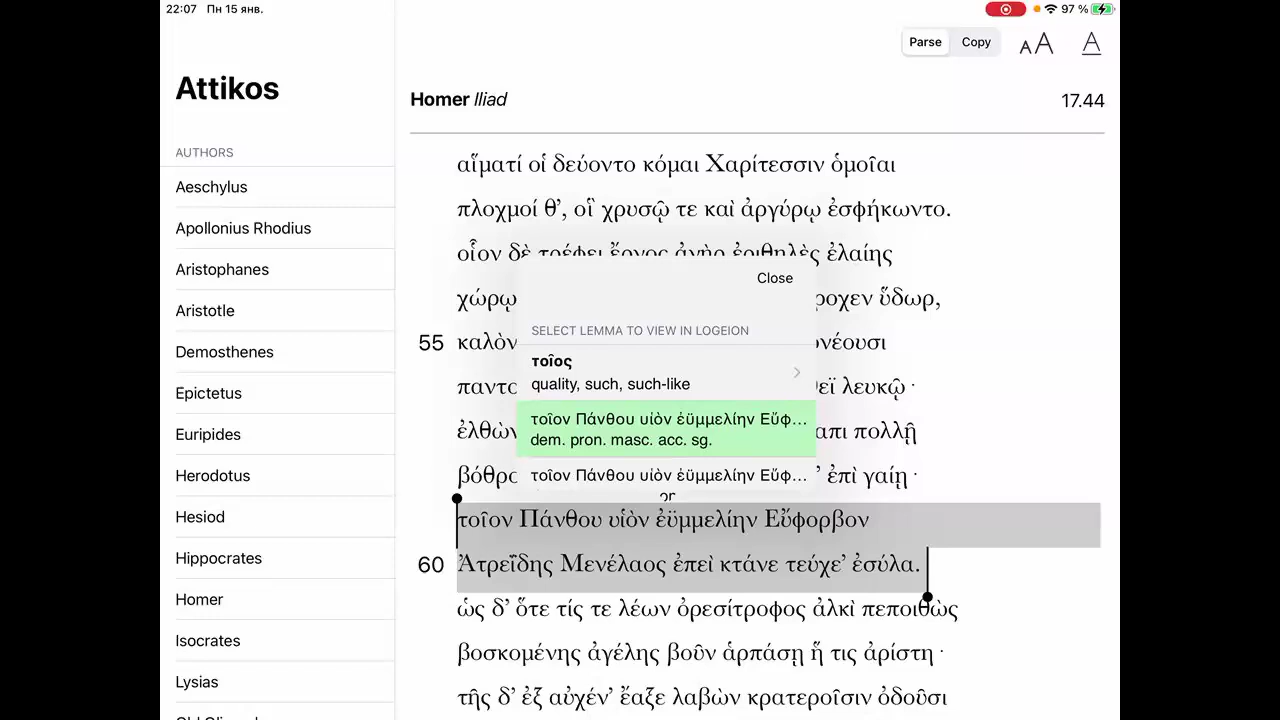 22:07 Пн 15 янв.
97 %
Attikos
AUTHORS
Aeschylus
Apollonius Rhodius
Aristophanes
Aristotle
Demosthenes
Epictetus
Euripides
Herodotus
Hesiod
Hippocrates
Homer
Isocrates
Lysias
Parse Copy AA A
Homer Iliad 17.44
αἵματί οἱ δεύοντο κόμαι Χαρίτεσσιν ὁμοῖαι
πλοχμοί θ’, οἳ χρυσῷ τε καὶ ἀργύρῳ ἐσφήκωντο.
οἷον δὲ τρέφει ἔρνος ἀνὴρ ἐριθηλὲς ἐλαίης
χώρῳ ὕδωρ,
55 καλὸν
λευκῷ ·
ἐλθὼν πολλῇ
ἐπὶ γαίῃ ·
Close
SELECT LEMMA TO VIEW IN LOGEION
τοῖος
quality, such, such-like
τοῖον Πάνθου υἱὸν ἐϋμμελίην Εὔφ...
dem. pron. masc. acc. sg.
τοῖον Πάνθου υἱὸν ἐϋμμελίην Εὔφ...
τοῖον Πάνθου υἱὸν ἐϋμμελίην Εὔφορβον
60 Ἀτρεΐδης Μενέλαος ἐπεὶ κτάνε τεύχε’ ἐσύλα.
ὡς δ’ ὅτε τίς τε λέων ὀρεσίτροφος ἀλκὶ πεποιθὼς
βοσκομένης ἀγέλης βοῦν ἁρπάσῃ ἥ τις ἀρίστη ·
τῆς δ’ ἐξ αὐχέν’ ἔαξε λαβὼν κρατεροῖσιν ὀδοῦσι